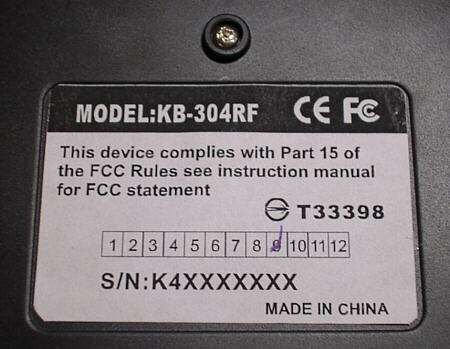 MODEL:KB-304RF CE FC
This device complies with Part 15 of
the FCC Rules see instruction manual
for FCC statement
T33398
1 2 3 4 5 6 7 8 9 10 11 12
S/N:K4XXXXXXX
MADE IN CHINA